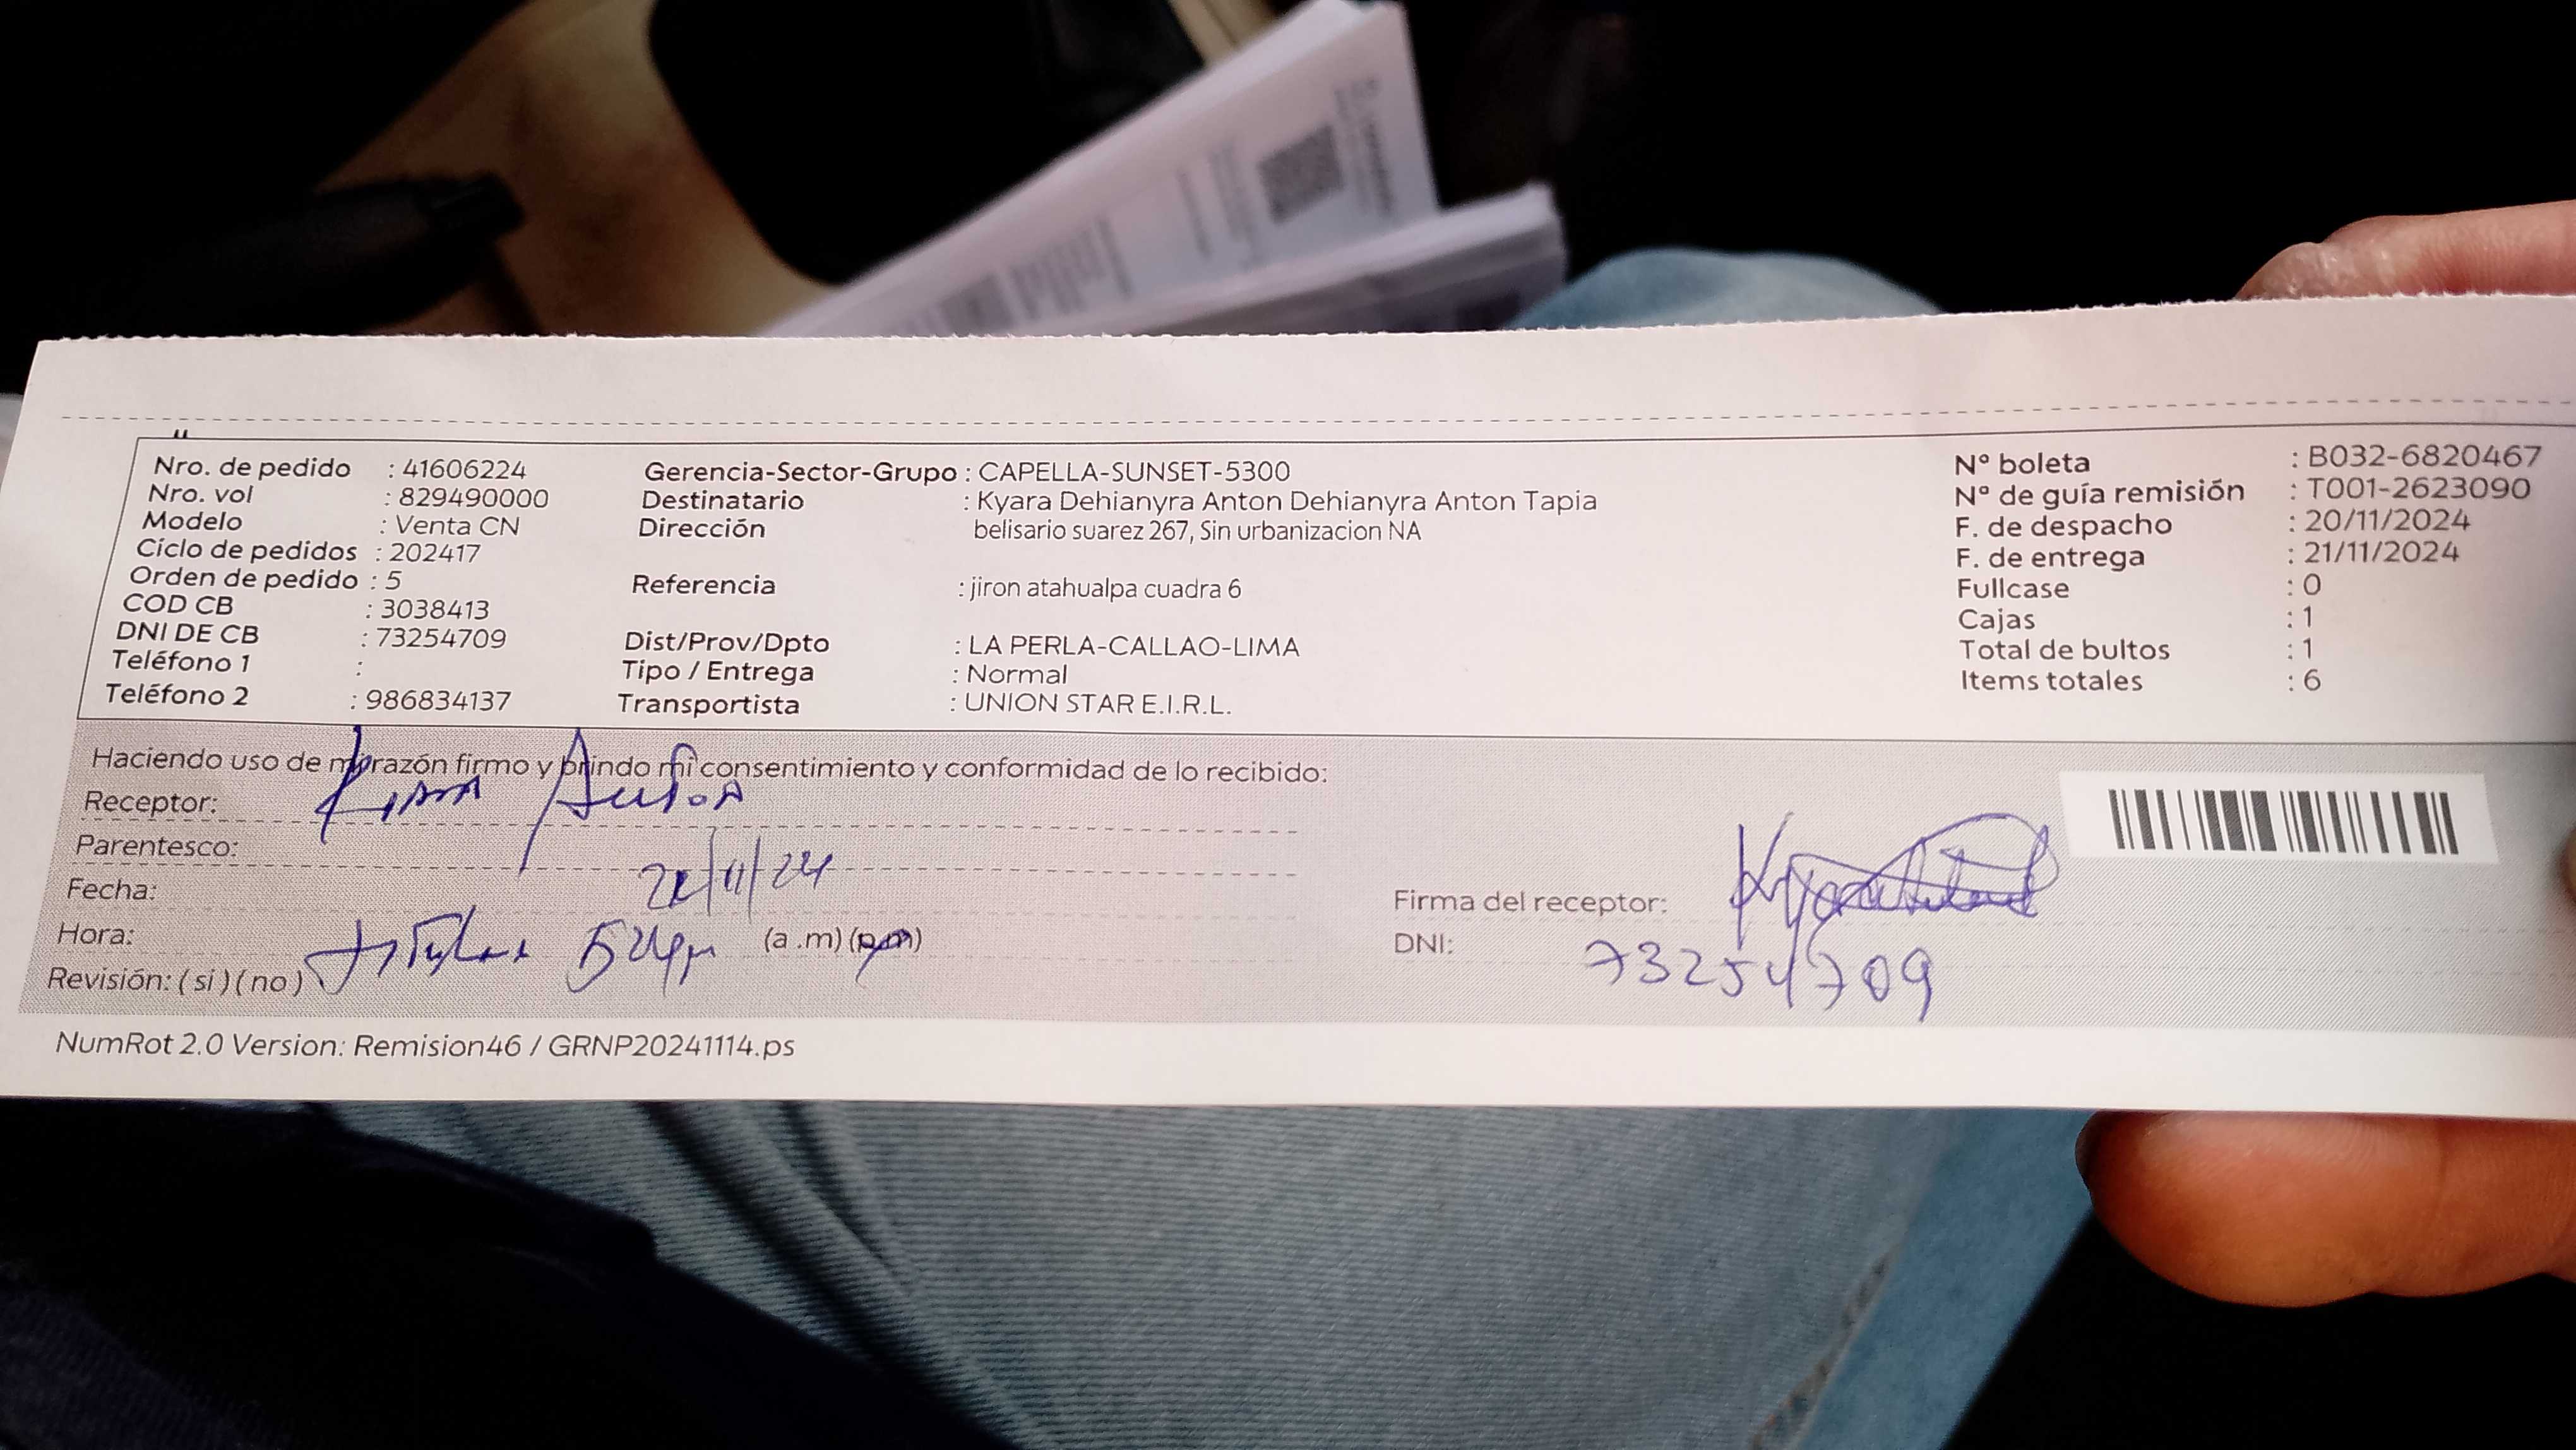 Nro. de pedido : 41606224
Nro. vol : 829490000
Modelo : Venta CN
Ciclo de pedidos : 202417
Orden de pedido : 5
COD CB : 3038413
DNI DE CB : 73254709
Teléfono 1 :
Teléfono 2 : 986834137
Gerencia-Sector-Grupo : CAPELLA-SUNSET-5300
Destinatario : Kyara Dehianyra Anton Dehianyra Anton Tapia
Dirección belisario suarez 267, Sin urbanizacion NA
Referencia : jiron atahualpa cuadra 6
Dist/Prov/Dpto : LA PERLA-CALLAO-LIMA
Tipo / Entrega : Normal
Transportista : UNION STAR E.I.R.L.
Nº boleta : B032-6820467
Nº de guía remisión : T001-2623090
F. de despacho : 20/11/2024
F. de entrega : 21/11/2024
Fullcase : 0
Cajas : 1
Total de bultos : 1
Items totales : 6
Haciendo uso de mi razón firmo y brindo mi consentimiento y conformidad de lo recibido:
Receptor:
Parentesco:
Fecha:
Hora: (a .m) (p.m)
Revisión: ( si ) ( no )
Firma del receptor:
DNI: 73254709
NumRot 2.0 Version: Remision46 / GRNP20241114.ps